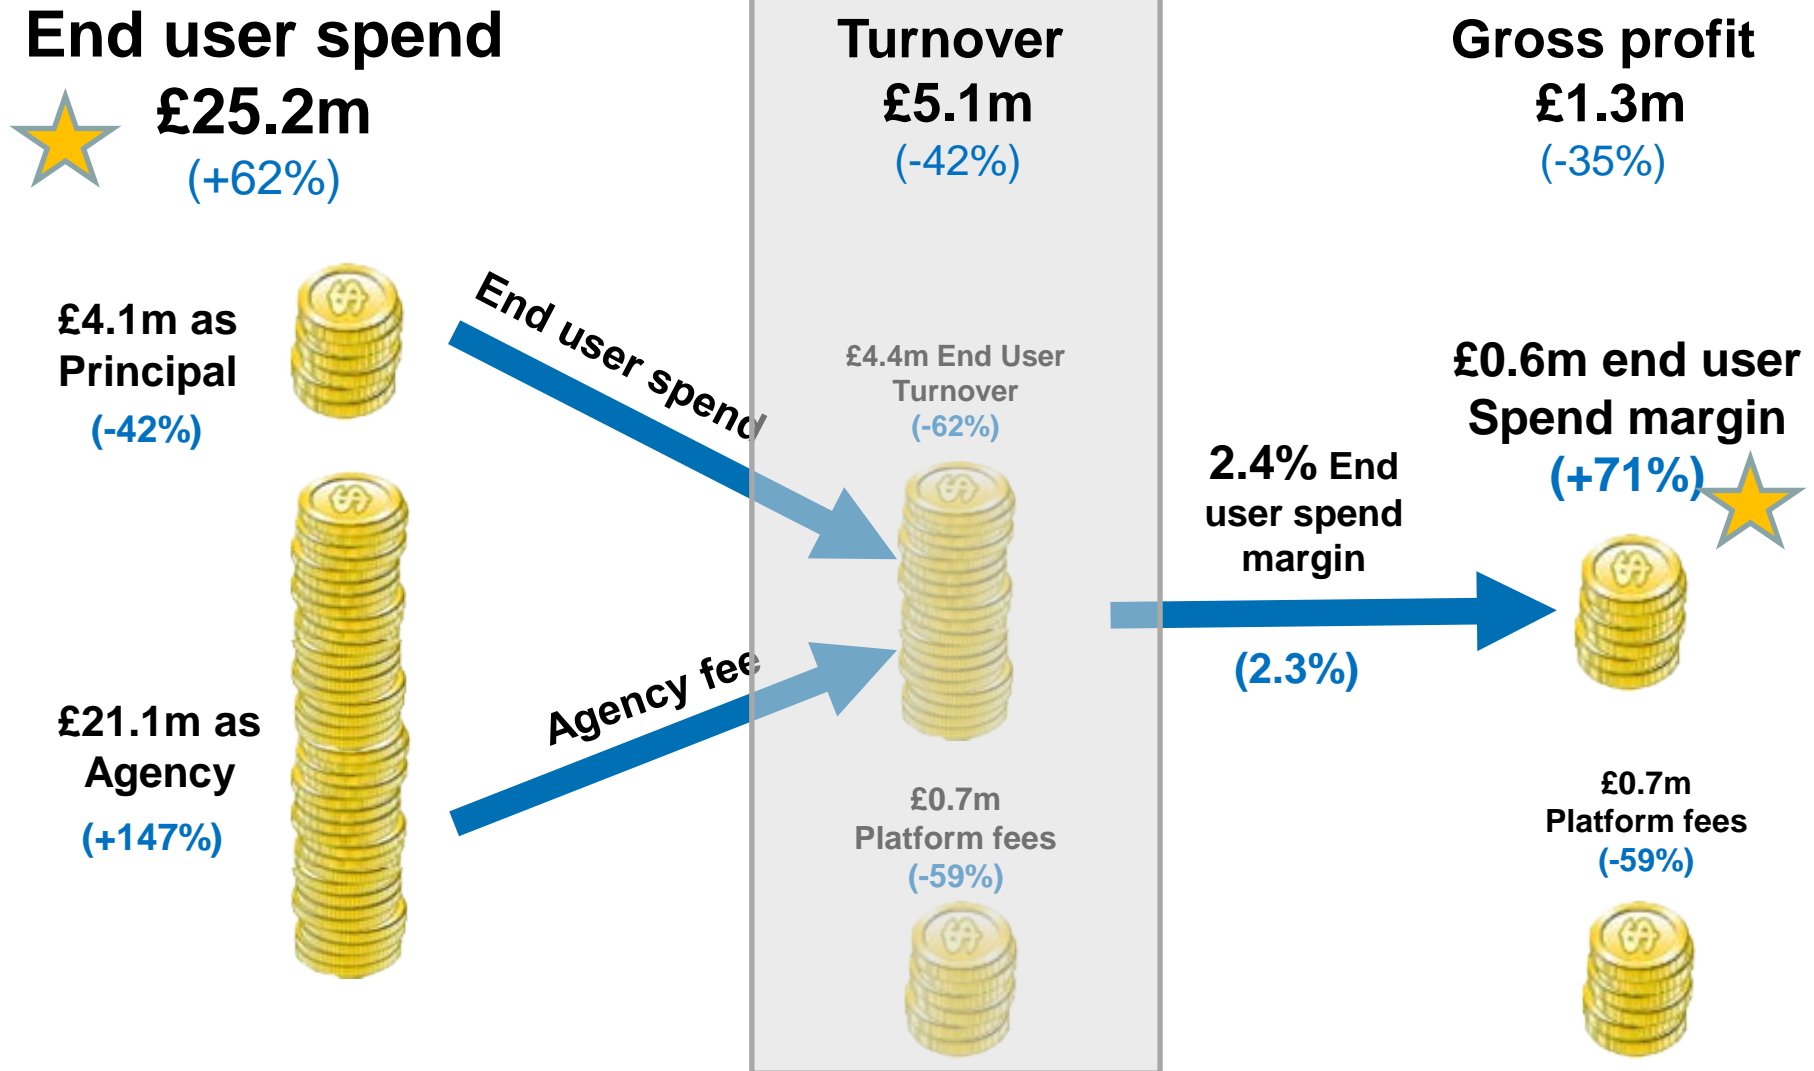 End user spend
£25.2m
(+62%)
£4.1m as
Principal
(-42%)
£21.1m as
Agency
(+147%)
End user spend
Agency fee
Turnover
£5.1m
(-42%)
£4.4m End User
Turnover
(-62%)
£0.7m
Platform fees
(-59%)
2.4% End
user spend
margin
(2.3%)
Gross profit
£1.3m
(-35%)
£0.6m end user
Spend margin
(+71%)
£0.7m
Platform fees
(-59%)